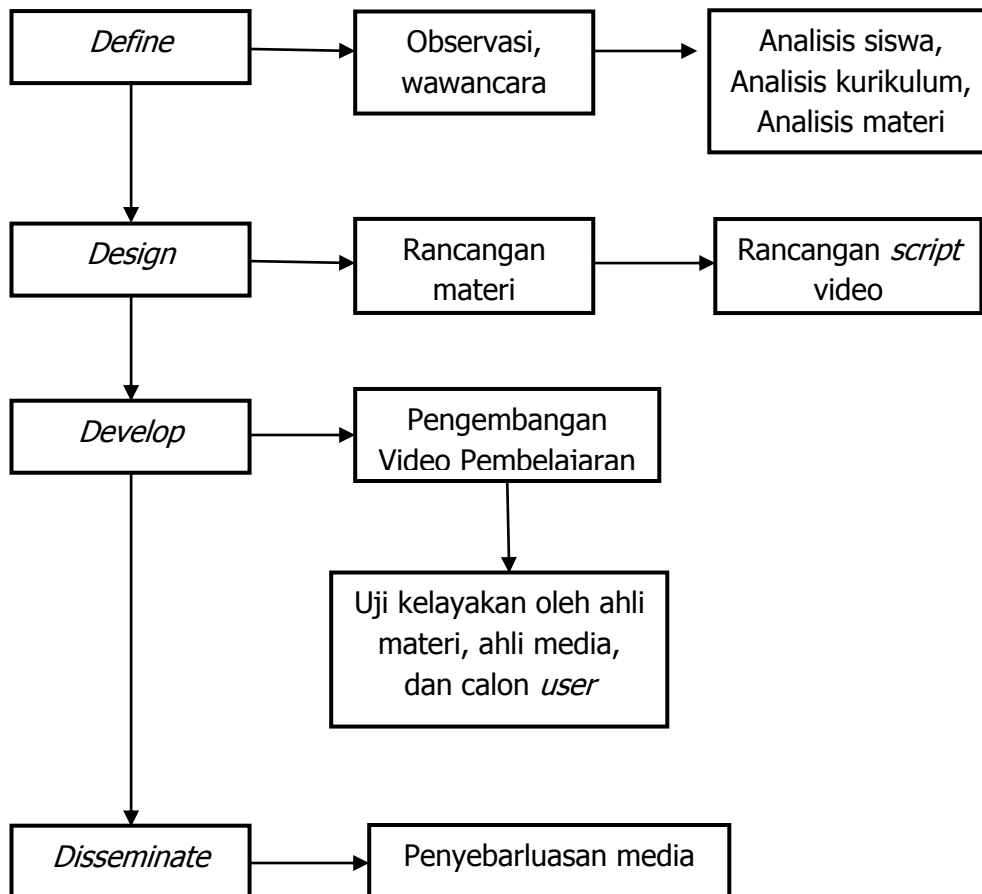 Define
Observasi,
wawancara
Analisis siswa,
Analisis kurikulum,
Analisis materi
Design
Rancangan
materi
Rancangan script
video
Develop
Pengembangan
Video Pembelajaran
Uji kelayakan oleh ahli
materi, ahli media,
dan calon user
Disseminate
Penyebarluasan media